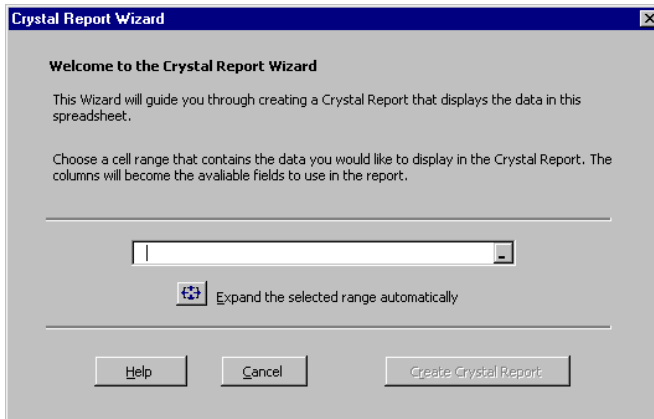 Crystal Report Wizard
Welcome to the Crystal Report Wizard
This Wizard will guide you through creating a Crystal Report that displays the data in this
spreadsheet.
Choose a cell range that contains the data you would like to display in the Crystal Report. The
columns will become the avaliable fields to use in the report.
Expand the selected range automatically
Help
Cancel
Create Crystal Report